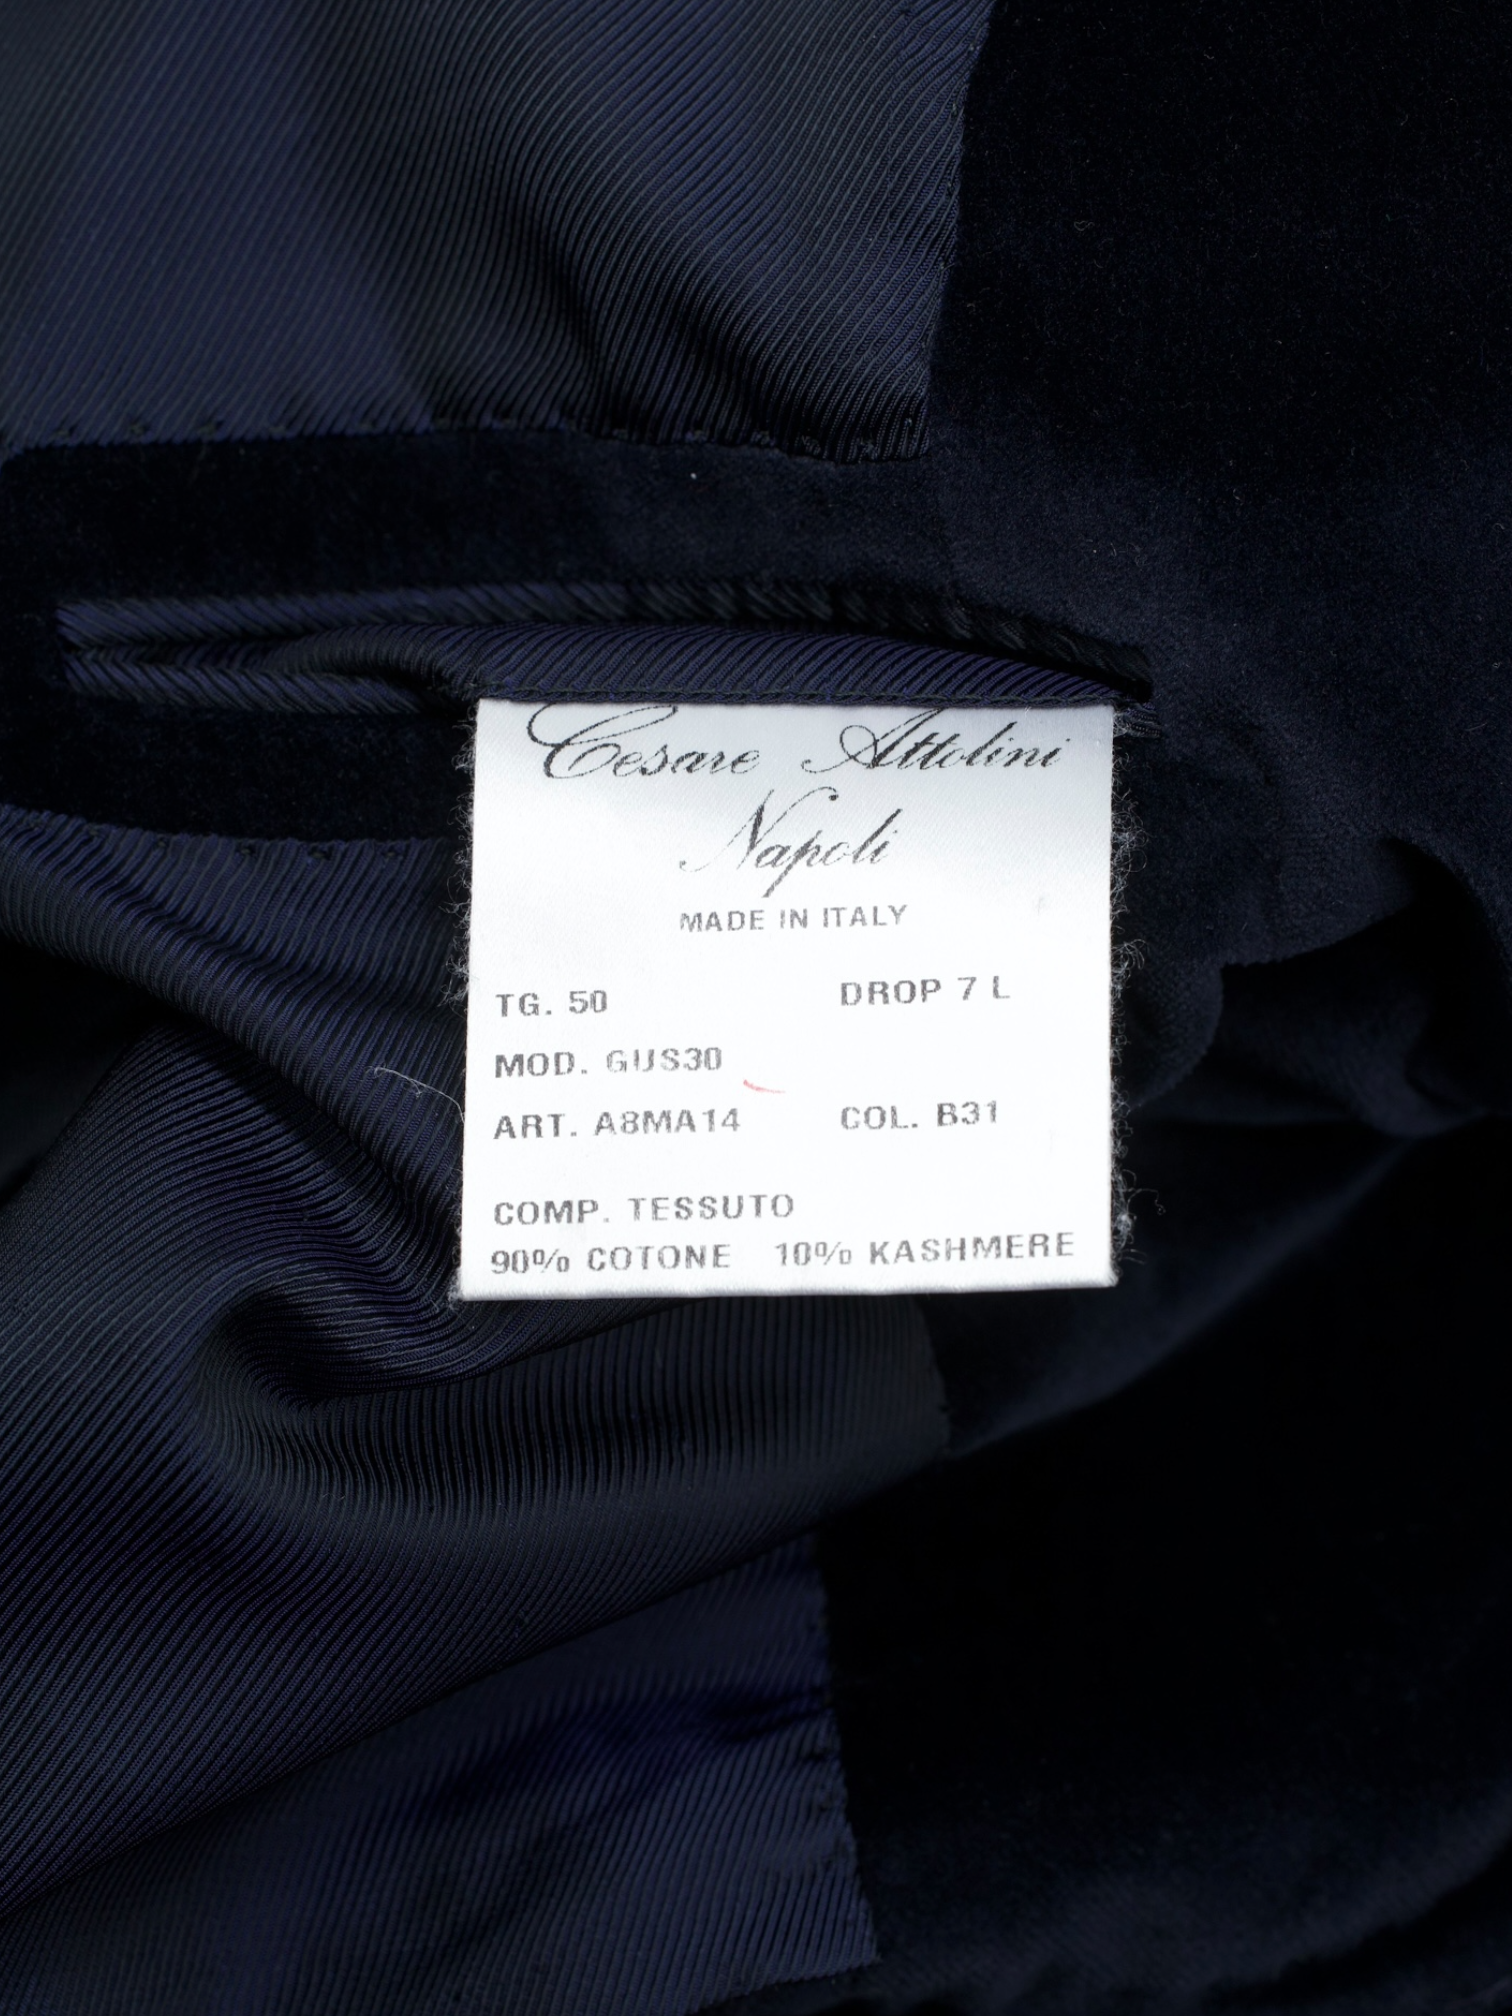 Cesare Attolini
Napoli
MADE IN ITALY
TG. 50 DROP 7 L
MOD. GUS30
ART. A8MA14 COL. B31
COMP. TESSUTO
90% COTONE 10% KASHMERE